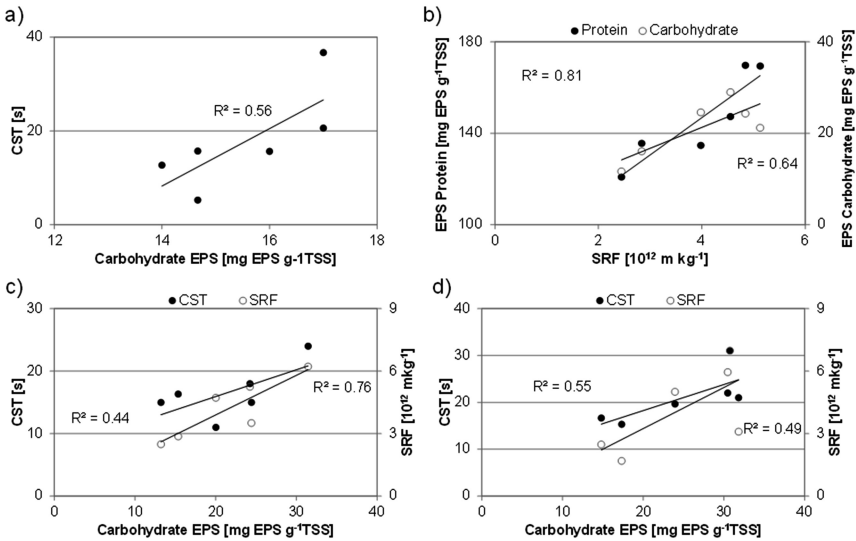 a)
CST [s]
40
20
0
R² = 0.56
12 14 16 18
Carbohydrate EPS [mg EPS g-1TSS]
b)
Protein Carbohydrate
EPS Protein [mg EPS g-1TSS]
180
140
100
R² = 0.81
R² = 0.64
40
20
0
EPS Carbohydrate [mg EPS g-1TSS]
0 2 4 6
SRF [10¹² m kg-¹]
c)
CST SRF
CST [s]
30
20
10
0
R² = 0.44
R² = 0.76
9
6
3
0
SRF [10¹² mkg-¹]
0 10 20 30 40
Carbohydrate EPS [mg EPS g-¹TSS]
d)
CST SRF
CST [s]
40
30
20
10
0
R² = 0.55
R² = 0.49
9
6
3
0
SRF [10¹² mkg-¹]
0 10 20 30 40
Carbohydrate EPS [mg EPS g-¹TSS]